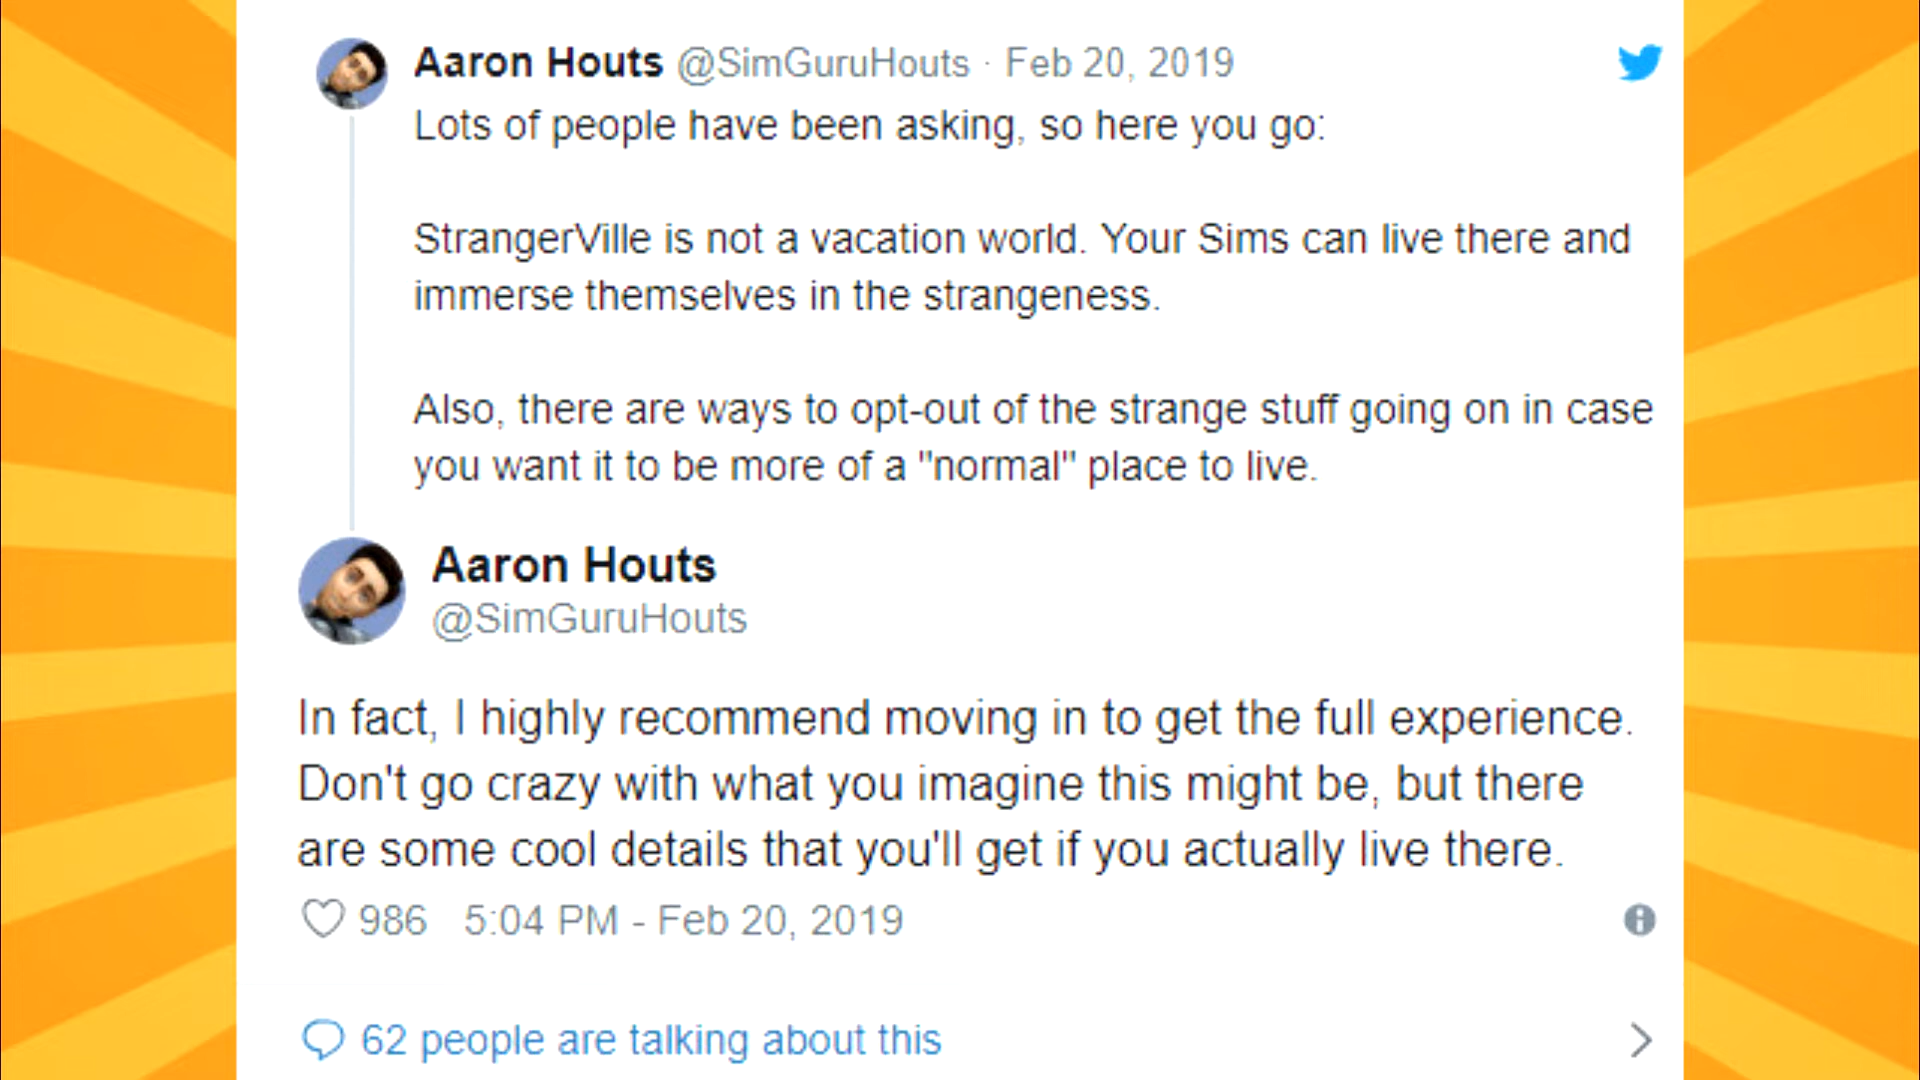 Aaron Houts @SimGuruHouts · Feb 20, 2019
Lots of people have been asking, so here you go:
StrangerVille is not a vacation world. Your Sims can live there and
immerse themselves in the strangeness.
Also, there are ways to opt-out of the strange stuff going on in case
you want it to be more of a "normal" place to live.
Aaron Houts
@SimGuruHouts
In fact, I highly recommend moving in to get the full experience.
Don't go crazy with what you imagine this might be, but there
are some cool details that you'll get if you actually live there.
986 5:04 PM - Feb 20, 2019
62 people are talking about this